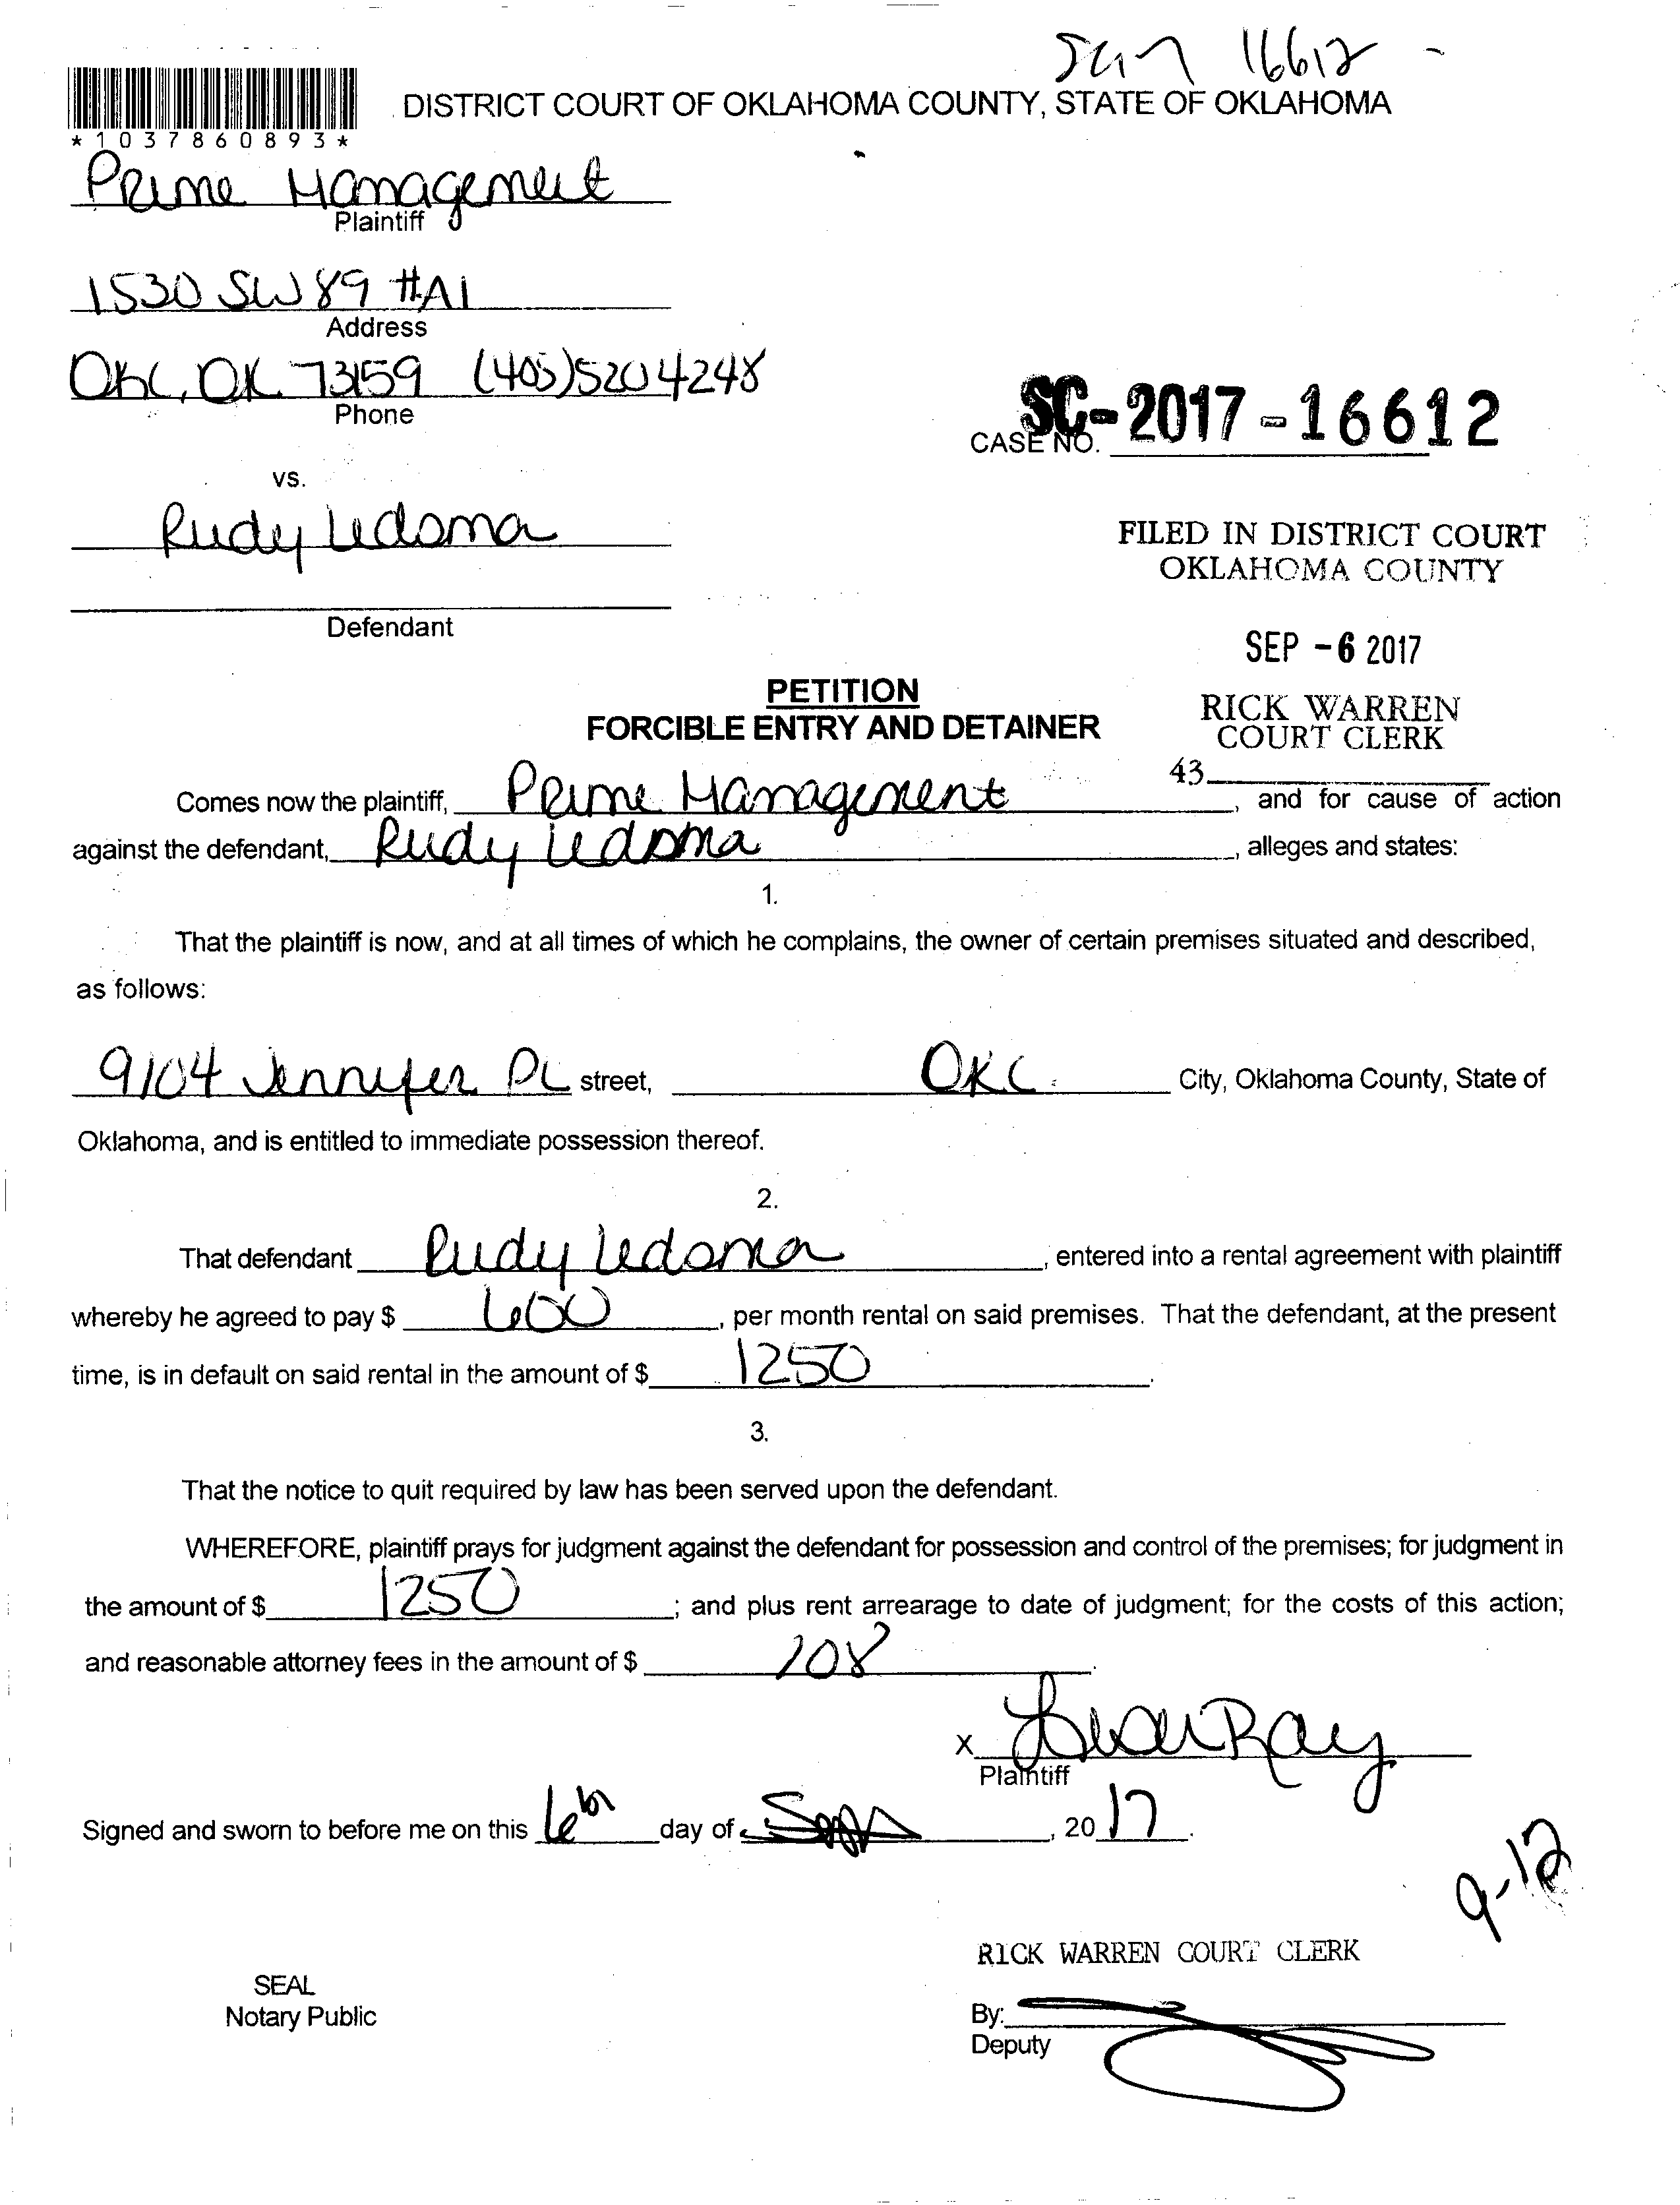 16612 -
DISTRICT COURT OF OKLAHOMA COUNTY, STATE OF OKLAHOMA
*1037860893*
Prime Management
Plaintiff
1530 SW 89 #A1
Address
OKC, OK 73159 (405)5204248
Phone
SC-2017-16612
CASE NO.
vs.
Rudy Ledsma
FILED IN DISTRICT COURT
OKLAHOMA COUNTY
Defendant
SEP -6 2017
PETITION
RICK WARREN
FORCIBLE ENTRY AND DETAINER
COURT CLERK
43
Comes now the plaintiff, Prime Management, and for cause of action
against the defendant, Rudy Ledsma, alleges and states:
1.
That the plaintiff is now, and at all times of which he complains, the owner of certain premises situated and described,
as follows:
9104 Jennifer PL street, OKC City, Oklahoma County, State of
Oklahoma, and is entitled to immediate possession thereof.
2.
That defendant Rudy Ledsma, entered into a rental agreement with plaintiff
whereby he agreed to pay $ 600, per month rental on said premises. That the defendant, at the present
time, is in default on said rental in the amount of $ 1250.
3.
That the notice to quit required by law has been served upon the defendant.
WHEREFORE, plaintiff prays for judgment against the defendant for possession and control of the premises; for judgment in
the amount of $ 1250; and plus rent arrearage to date of judgment; for the costs of this action;
and reasonable attorney fees in the amount of $ 108.
X Ray
Plaintiff
Signed and sworn to before me on this 6th day of Sept, 2017.
9-12
RICK WARREN COURT CLERK
SEAL
Notary Public
By:
Deputy